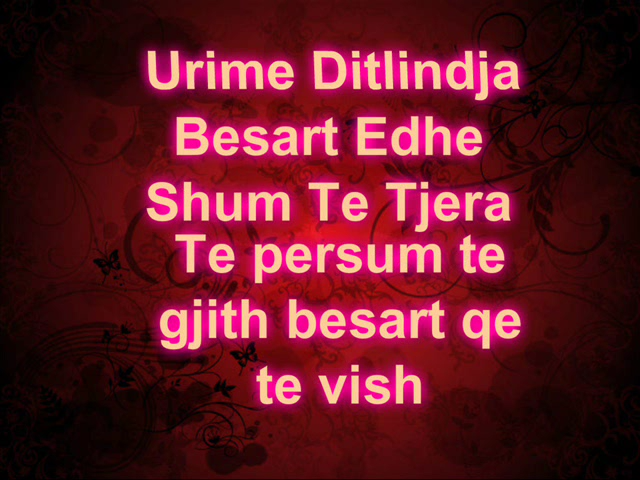 Urime Ditlindja
Besart Edhe
Shum Te Tjera
Te persum te
gjith besart qe
te vish